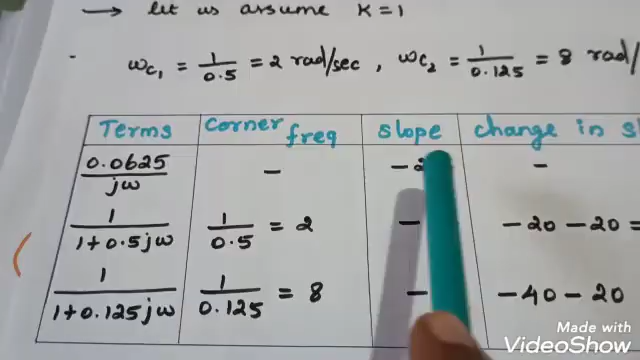 → let us assume K = 1
ωc₁ = 1/0.5 = 2 rad/sec , ωc₂ = 1/0.125 = 8 rad/
Terms corner freq slope change in
0.0625/jω - -2 -
1/(1+0.5jω) 1/0.5 = 2 - -20 -20 =
1/(1+0.125jω) 1/0.125 = 8 - -40 -20
Made with
VideoShow